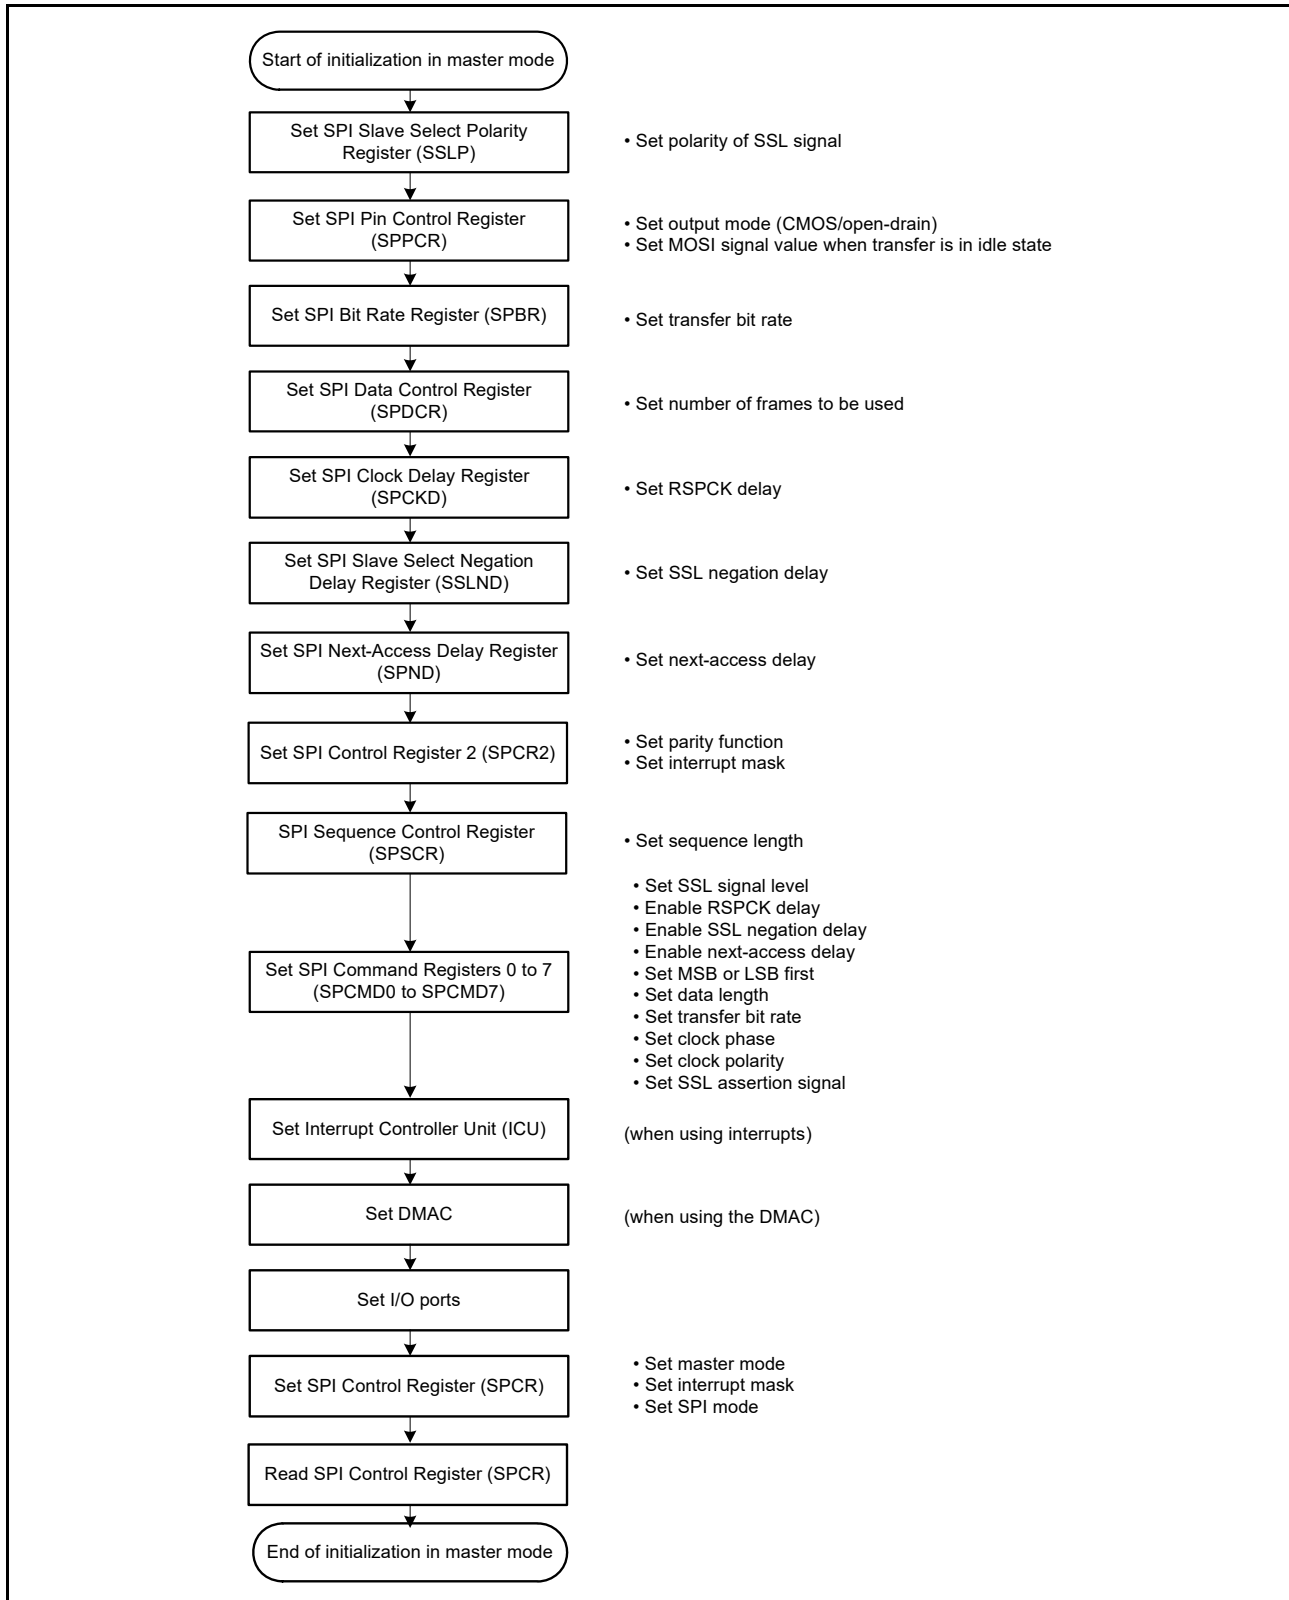 Start of initialization in master mode
Set SPI Slave Select Polarity
Register (SSLP)
• Set polarity of SSL signal
Set SPI Pin Control Register
(SPPCR)
• Set output mode (CMOS/open-drain)
• Set MOSI signal value when transfer is in idle state
Set SPI Bit Rate Register (SPBR)
• Set transfer bit rate
Set SPI Data Control Register
(SPDCR)
• Set number of frames to be used
Set SPI Clock Delay Register
(SPCKD)
• Set RSPCK delay
Set SPI Slave Select Negation
Delay Register (SSLND)
• Set SSL negation delay
Set SPI Next-Access Delay Register
(SPND)
• Set next-access delay
Set SPI Control Register 2 (SPCR2)
• Set parity function
• Set interrupt mask
SPI Sequence Control Register
(SPSCR)
• Set sequence length
Set SPI Command Registers 0 to 7
(SPCMD0 to SPCMD7)
• Set SSL signal level
• Enable RSPCK delay
• Enable SSL negation delay
• Enable next-access delay
• Set MSB or LSB first
• Set data length
• Set transfer bit rate
• Set clock phase
• Set clock polarity
• Set SSL assertion signal
Set Interrupt Controller Unit (ICU)
(when using interrupts)
Set DMAC
(when using the DMAC)
Set I/O ports
Set SPI Control Register (SPCR)
• Set master mode
• Set interrupt mask
• Set SPI mode
Read SPI Control Register (SPCR)
End of initialization in master mode